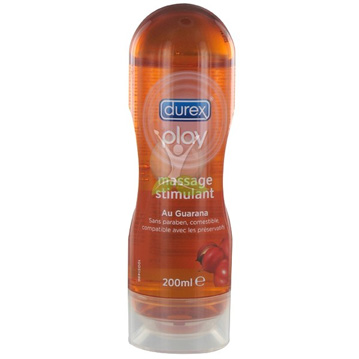 durex
play
massage
stimulant
Au Guarana
Sans paraben, comestible,
compatible avec les préservatifs
200ml e